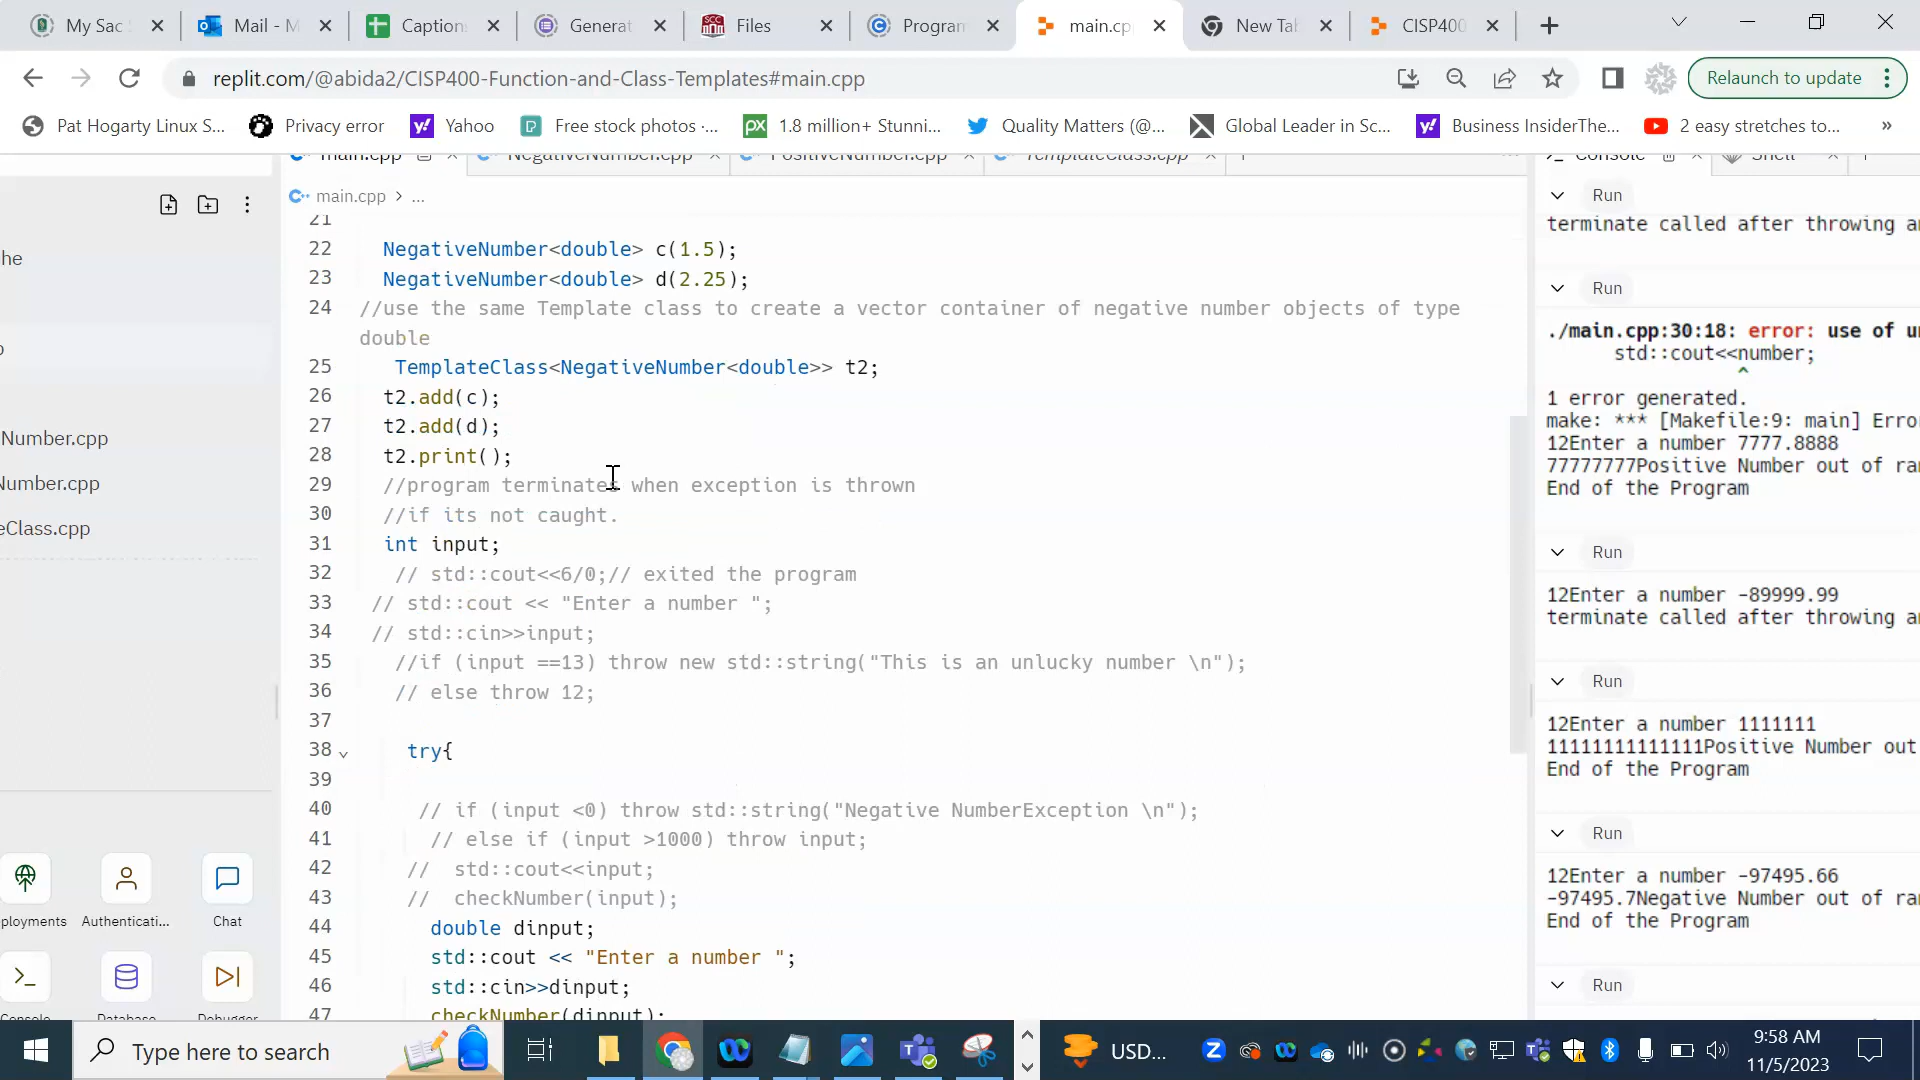 My Sac
Mail - M
Caption
Generat
Files
Program
main.cp
New Tab
CISP400
replit.com/@abida2/CISP400-Function-and-Class-Templates#main.cpp
Relaunch to update
Pat Hogarty Linux S...
Privacy error
Yahoo
Free stock photos -...
1.8 million+ Stunni...
Quality Matters (@...
Global Leader in Sc...
Business InsiderThe...
2 easy stretches to...
»
main.cpp
NegativeNumber.cpp
PositiveNumber.cpp
TemplateClass.cpp
Console
Shell
main.cpp > ...
he
p
Number.cpp
Number.cpp
eClass.cpp
ployments
Authenticati...
Chat
Console
Database
Debugger
21
22 NegativeNumber<double> c(1.5);
23 NegativeNumber<double> d(2.25);
24 //use the same Template class to create a vector container of negative number objects of type
double
25 TemplateClass<NegativeNumber<double>> t2;
26 t2.add(c);
27 t2.add(d);
28 t2.print();
29 //program terminates when exception is thrown
30 //if its not caught.
31 int input;
32 // std::cout<<6/0;// exited the program
33 // std::cout << "Enter a number ";
34 // std::cin>>input;
35 //if (input ==13) throw new std::string("This is an unlucky number \n");
36 // else throw 12;
37
38 try{
39
40 // if (input <0) throw std::string("Negative NumberException \n");
41 // else if (input >1000) throw input;
42 // std::cout<<input;
43 // checkNumber(input);
44 double dinput;
45 std::cout << "Enter a number ";
46 std::cin>>dinput;
47 checkNumber(dinput);
Run
terminate called after throwing an
Run
./main.cpp:30:18: error: use of un
std::cout<<number;
^
1 error generated.
make: *** [Makefile:9: main] Erro
12Enter a number 7777.8888
77777777Positive Number out of ra
End of the Program
Run
12Enter a number -89999.99
terminate called after throwing a
Run
12Enter a number 1111111
11111111111111Positive Number out
End of the Program
Run
12Enter a number -97495.66
-97495.7Negative Number out of ra
End of the Program
Run
Type here to search
USD...
9:58 AM
11/5/2023